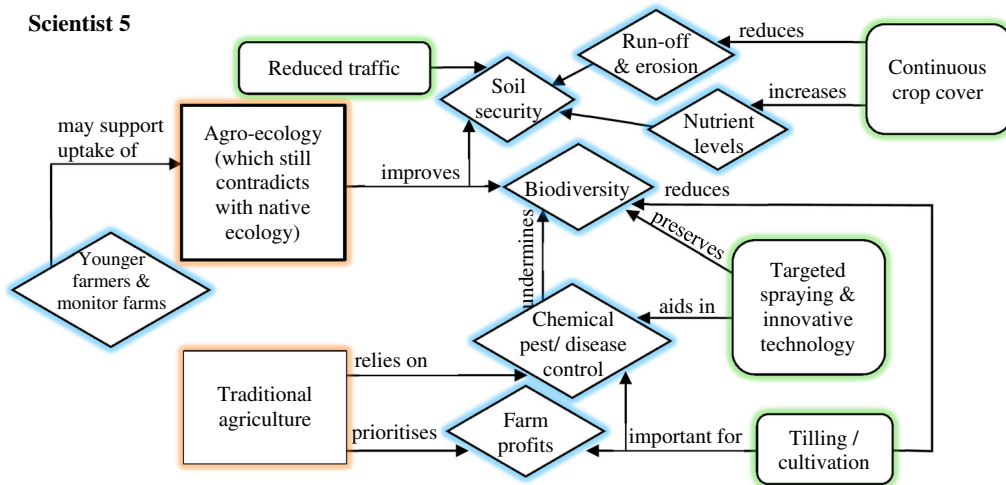 Scientist 5
Reduced traffic
Run-off
& erosion
reduces
Continuous
crop cover
Soil
security
increases
Nutrient
levels
may support
uptake of
Agro-ecology
(which still
contradicts
with native
ecology)
improves
Biodiversity
reduces
preserves
undermines
Younger
farmers &
monitor farms
Targeted
spraying &
innovative
technology
aids in
Chemical
pest/ disease
control
relies on
Traditional
agriculture
prioritises
Farm
profits
important for
Tilling /
cultivation